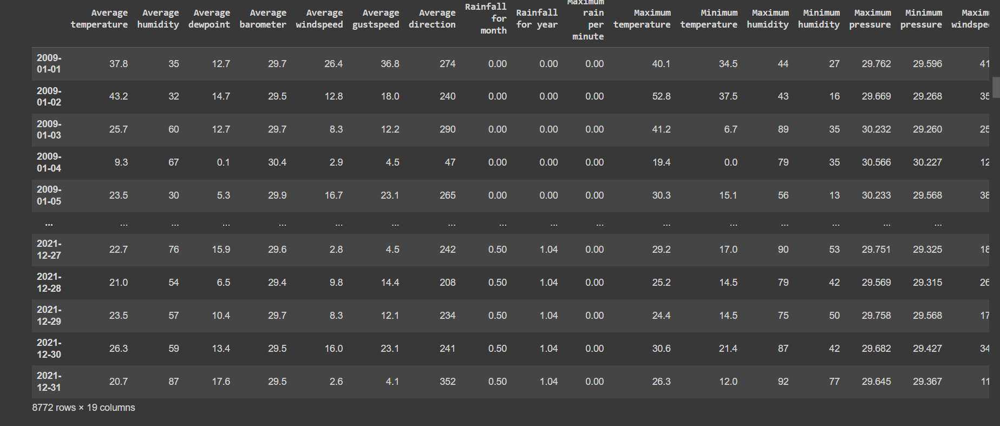 Average temperature Average humidity Average dewpoint Average barometer Average windspeed Average gustspeed Average direction Rainfall for month Rainfall for year Maximum rain per minute Maximum temperature Minimum temperature Maximum humidity Minimum humidity Maximum pressure Minimum pressure
2009-01-01 37.8 35 12.7 29.7 26.4 36.8 274 0.00 0.00 0.00 40.1 34.5 44 27 29.762 29.596 41
2009-01-02 43.2 32 14.7 29.5 12.8 18.0 240 0.00 0.00 0.00 52.8 37.5 43 16 29.669 29.268 35
2009-01-03 25.7 60 12.7 29.7 8.3 12.2 290 0.00 0.00 0.00 41.2 6.7 89 35 30.232 29.260 25
2009-01-04 9.3 67 0.1 30.4 2.9 4.5 47 0.00 0.00 0.00 19.4 0.0 79 35 30.566 30.227 12
2009-01-05 23.5 30 5.3 29.9 16.7 23.1 265 0.00 0.00 0.00 30.3 15.1 56 13 30.233 29.568 38
... ... ... ... ... ... ... ... ... ... ... ... ... ... ... ... ...
2021-12-27 22.7 76 15.9 29.6 2.8 4.5 242 0.50 1.04 0.00 29.2 17.0 90 53 29.751 29.325 18
2021-12-28 21.0 54 6.5 29.4 9.8 14.4 208 0.50 1.04 0.00 25.2 14.5 79 42 29.569 29.315 26
2021-12-29 23.5 57 10.4 29.7 8.3 12.1 234 0.50 1.04 0.00 24.4 14.5 75 50 29.758 29.568 17
2021-12-30 26.3 59 13.4 29.5 16.0 23.1 241 0.50 1.04 0.00 30.6 21.4 87 42 29.682 29.427 34
2021-12-31 20.7 87 17.6 29.5 2.6 4.1 352 0.50 1.04 0.00 26.3 12.0 92 77 29.645 29.367 11
8772 rows × 19 columns